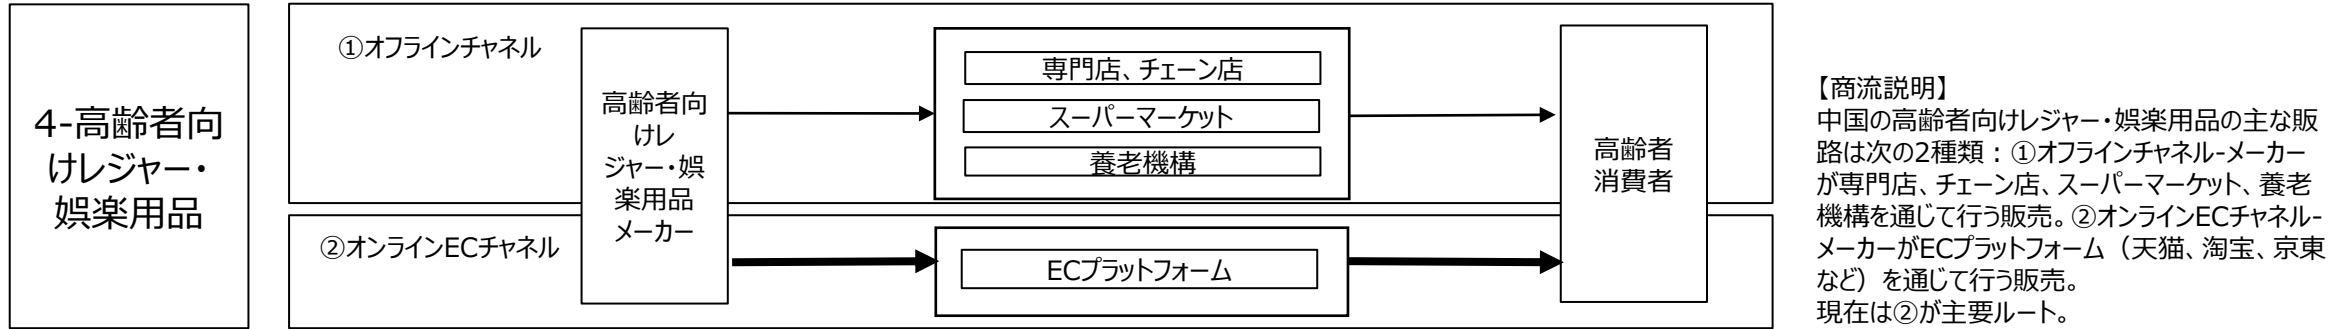 4-高齢者向
けレジャー・
娯楽用品
①オフラインチャネル
高齢者向
けレ
ジャー・娯
楽用品
メーカー
専門店、チェーン店
スーパーマーケット
養老機構
高齢者
消費者
②オンラインECチャネル
ECプラットフォーム
【商流説明】
中国の高齢者向けレジャー・娯楽用品の主な販
路は次の2種類：①オフラインチャネル-メーカー
が専門店、チェーン店、スーパーマーケット、養老
機構を通じて行う販売。②オンラインECチャネル-
メーカーがECプラットフォーム（天猫、淘宝、京東
など）を通じて行う販売。
現在は②が主要ルート。